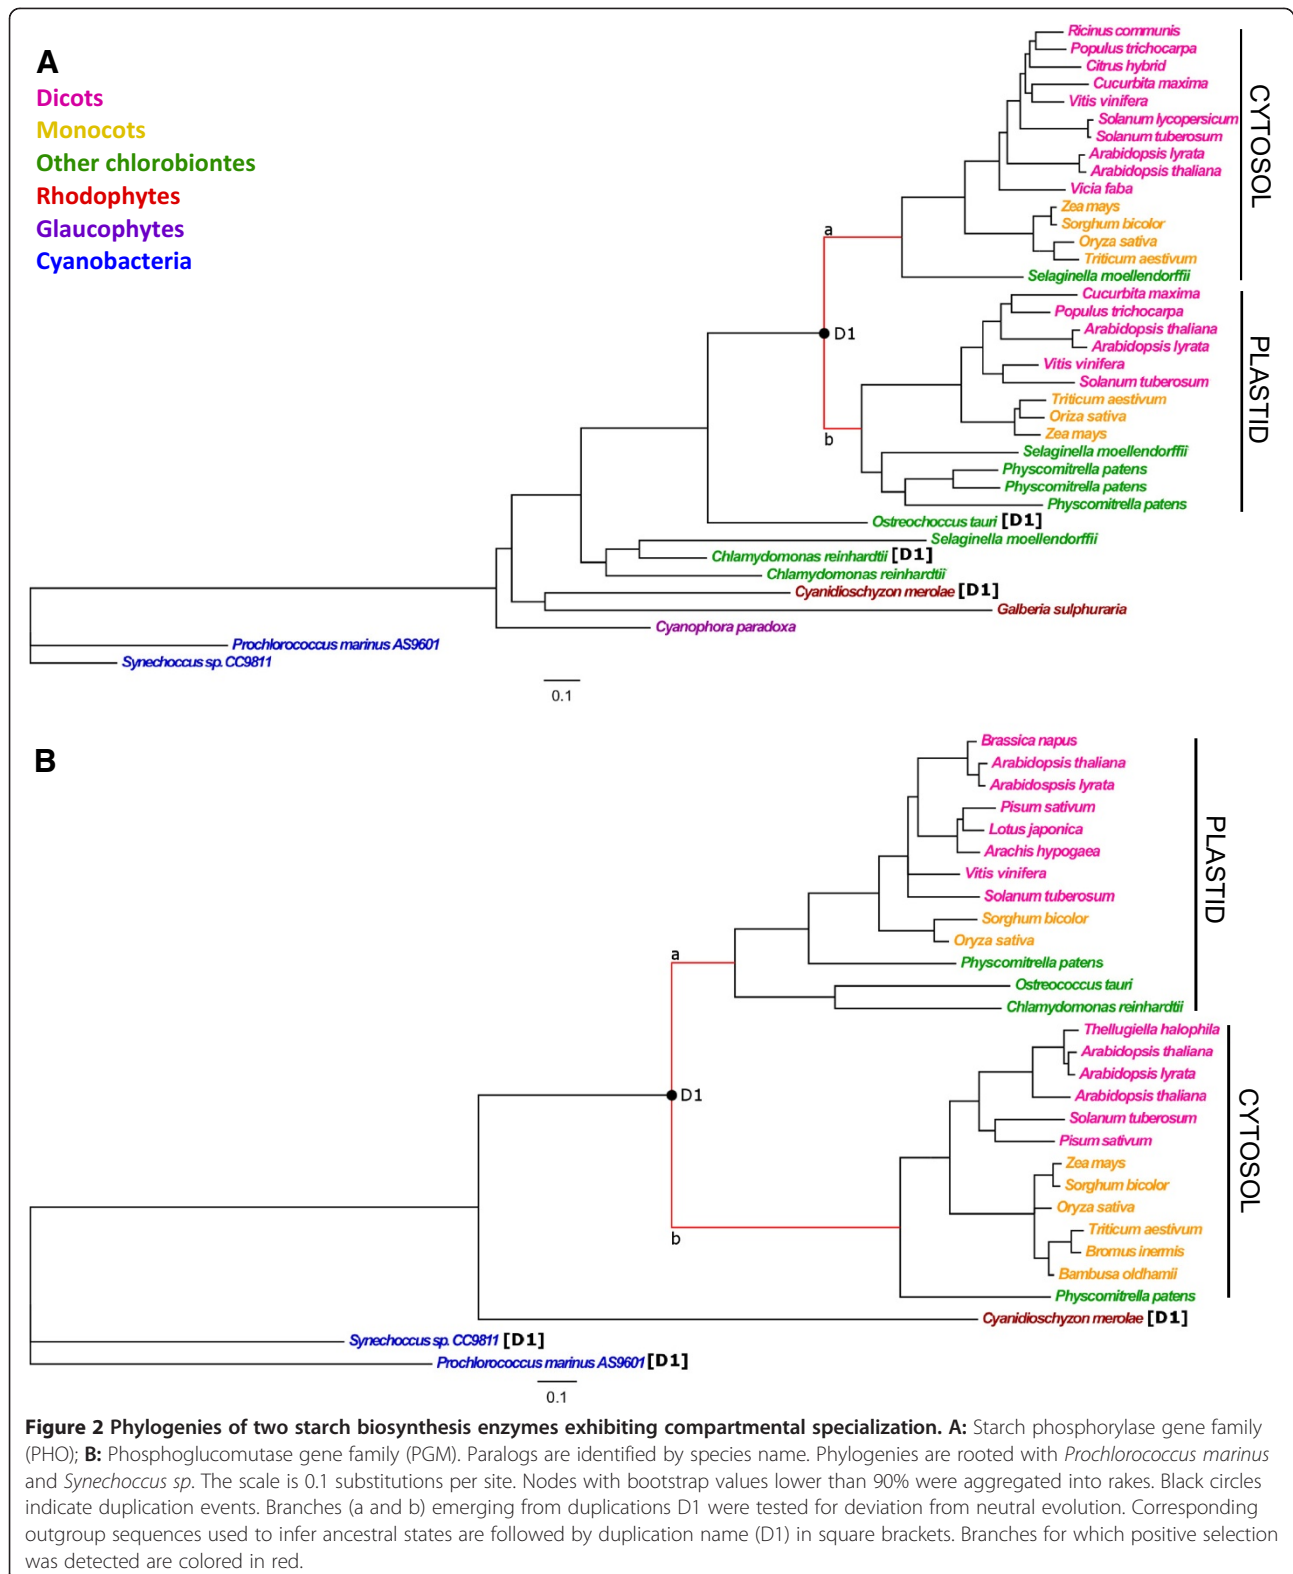 A
Dicots
Monocots
Other chlorobiontes
Rhodophytes
Glaucophytes
Cyanobacteria
Ricinus communis
Populus trichocarpa
Citrus hybrid
Cucurbita maxima
Vitis vinifera
Solanum lycopersicum
Solanum tuberosum
Arabidopsis lyrata
Arabidopsis thaliana
Vicia faba
Zea mays
Sorghum bicolor
Oryza sativa
Triticum aestivum
Selaginella moellendorffii
CYTOSOL
a
Cucurbita maxima
Populus trichocarpa
Arabidopsis thaliana
Arabidopsis lyrata
Vitis vinifera
Solanum tuberosum
Triticum aestivum
Oriza sativa
Zea mays
Selaginella moellendorffii
Physcomitrella patens
Physcomitrella patens
Physcomitrella patens
PLASTID
D1
b
Ostreochoccus tauri [D1]
Selaginella moellendorffii
Chlamydomonas reinhardtii [D1]
Chlamydomonas reinhardtii
Cyanidioschyzon merolae [D1]
Galberia sulphuraria
Cyanophora paradoxa
Prochlorococcus marinus AS9601
Synechoccus sp. CC9811
0.1
B
Brassica napus
Arabidopsis thaliana
Arabidospsis lyrata
Pisum sativum
Lotus japonica
Arachis hypogaea
Vitis vinifera
Solanum tuberosum
Sorghum bicolor
Oryza sativa
Physcomitrella patens
Ostreococcus tauri
Chlamydomonas reinhardtii
PLASTID
a
D1
b
Thellugiella halophila
Arabidopsis thaliana
Arabidopsis lyrata
Arabidopsis thaliana
Solanum tuberosum
Pisum sativum
Zea mays
Sorghum bicolor
Oryza sativa
Triticum aestivum
Bromus inermis
Bambusa oldhamii
Physcomitrella patens
CYTOSOL
Cyanidioschyzon merolae [D1]
Synechoccus sp. CC9811 [D1]
Prochlorococcus marinus AS9601 [D1]
0.1
Figure 2 Phylogenies of two starch biosynthesis enzymes exhibiting compartmental specialization. A: Starch phosphorylase gene family
(PHO); B: Phosphoglucomutase gene family (PGM). Paralogs are identified by species name. Phylogenies are rooted with Prochlorococcus marinus
and Synechoccus sp. The scale is 0.1 substitutions per site. Nodes with bootstrap values lower than 90% were aggregated into rakes. Black circles
indicate duplication events. Branches (a and b) emerging from duplications D1 were tested for deviation from neutral evolution. Corresponding
outgroup sequences used to infer ancestral states are followed by duplication name (D1) in square brackets. Branches for which positive selection
was detected are colored in red.